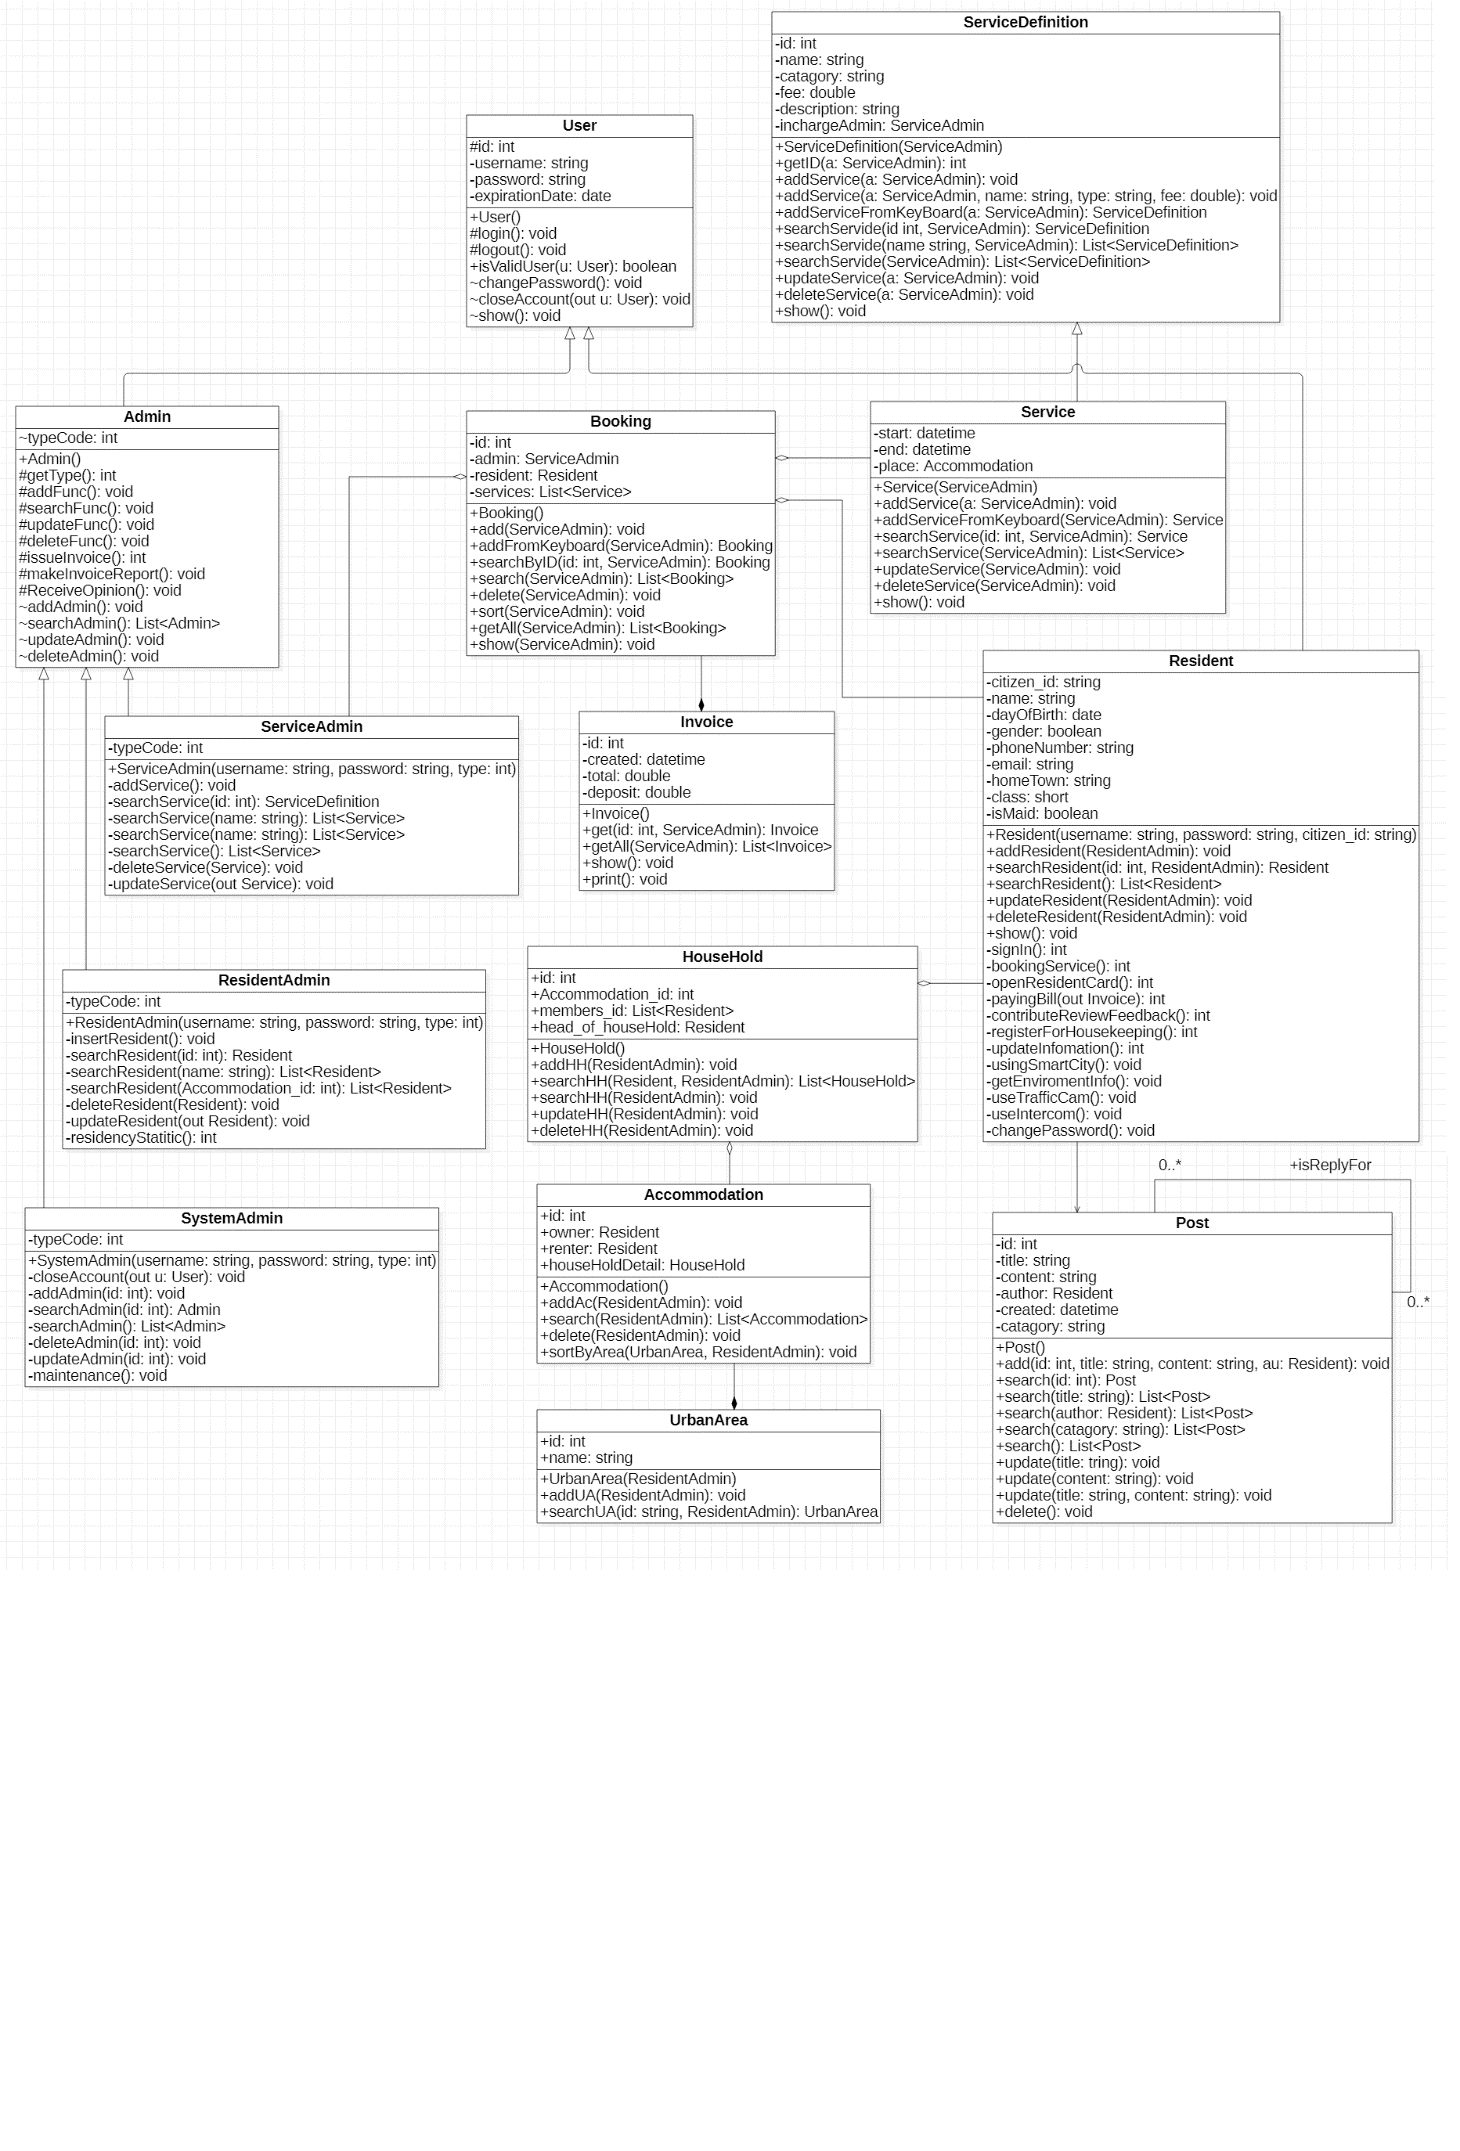 ServiceDefinition
-id: int
-name: string
-catagory: string
-fee: double
-description: string
-inchargeAdmin: ServiceAdmin
+ServiceDefinition(ServiceAdmin)
+getID(a: ServiceAdmin): int
+addService(a: ServiceAdmin): void
+addService(a: ServiceAdmin, name: string, type: string, fee: double): void
+addServiceFromKeyBoard(a: ServiceAdmin): ServiceDefinition
+searchServide(id int, ServiceAdmin): ServiceDefinition
+searchServide(name string, ServiceAdmin): List<ServiceDefinition>
+searchServide(ServiceAdmin): List<ServiceDefinition>
+updateService(a: ServiceAdmin): void
+deleteService(a: ServiceAdmin): void
+show(): void
User
#id: int
-username: string
-password: string
-expirationDate: date
+User()
#login(): void
#logout(): void
+isValidUser(u: User): boolean
~changePassword(): void
~closeAccount(out u: User): void
~show(): void
Admin
~typeCode: int
+Admin()
#getType(): int
#addFunc(): void
#searchFunc(): void
#updateFunc(): void
#deleteFunc(): void
#issueInvoice(): int
#makeInvoiceReport(): void
#ReceiveOpinion(): void
~addAdmin(): void
~searchAdmin(): List<Admin>
~updateAdmin(): void
~deleteAdmin(): void
Booking
-id: int
-admin: ServiceAdmin
-resident: Resident
-services: List<Service>
+Booking()
+add(ServiceAdmin): void
+addFromKeyboard(ServiceAdmin): Booking
+searchByID(id: int, ServiceAdmin): Booking
+search(ServiceAdmin): List<Booking>
+delete(ServiceAdmin): void
+sort(ServiceAdmin): void
+getAll(ServiceAdmin): List<Booking>
+show(ServiceAdmin): void
Service
-start: datetime
-end: datetime
-place: Accommodation
+Service(ServiceAdmin)
+addService(a: ServiceAdmin): void
+addServiceFromKeyboard(ServiceAdmin): Service
+searchService(id: int, ServiceAdmin): Service
+searchService(ServiceAdmin): List<Service>
+updateService(ServiceAdmin): void
+deleteService(ServiceAdmin): void
+show(): void
Resident
-citizen_id: string
-name: string
-dayOfBirth: date
-gender: boolean
-phoneNumber: string
-email: string
-homeTown: string
-class: short
-isMaid: boolean
+Resident(username: string, password: string, citizen_id: string)
+addResident(ResidentAdmin): void
+searchResident(id: int, ResidentAdmin): Resident
+searchResident(): List<Resident>
+updateResident(ResidentAdmin): void
+deleteResident(ResidentAdmin): void
+show(): void
-signIn(): int
-bookingService(): int
-openResidentCard(): int
-payingBill(out Invoice): int
-contributeReviewFeedback(): int
-registerForHousekeeping(): int
-updateInfomation(): int
-usingSmartCity(): void
-getEnviromentInfo(): void
-useTrafficCam(): void
-useIntercom(): void
-changePassword(): void
ServiceAdmin
-typeCode: int
+ServiceAdmin(username: string, password: string, type: int)
-addService(): void
-searchService(id: int): ServiceDefinition
-searchService(name: string): List<Service>
-searchService(name: string): List<Service>
-searchService(): List<Service>
-deleteService(Service): void
-updateService(out Service): void
Invoice
-id: int
-created: datetime
-total: double
-deposit: double
+Invoice()
+get(id: int, ServiceAdmin): Invoice
+getAll(ServiceAdmin): List<Invoice>
+show(): void
+print(): void
HouseHold
+id: int
+Accommodation_id: int
+members_id: List<Resident>
+head_of_houseHold: Resident
+HouseHold()
+addHH(ResidentAdmin): void
+searchHH(Resident, ResidentAdmin): List<HouseHold>
+searchHH(ResidentAdmin): void
+updateHH(ResidentAdmin): void
+deleteHH(ResidentAdmin): void
ResidentAdmin
-typeCode: int
+ResidentAdmin(username: string, password: string, type: int)
-insertResident(): void
-searchResident(id: int): Resident
-searchResident(name: string): List<Resident>
-searchResident(Accommodation_id: int): List<Resident>
-deleteResident(Resident): void
-updateResident(out Resident): void
-residencyStatitic(): int
0..*
+isReplyFor
0..*
Accommodation
+id: int
+owner: Resident
+renter: Resident
+houseHoldDetail: HouseHold
+Accommodation()
+addAc(ResidentAdmin): void
+search(ResidentAdmin): List<Accommodation>
+delete(ResidentAdmin): void
+sortByArea(UrbanArea, ResidentAdmin): void
SystemAdmin
-typeCode: int
+SystemAdmin(username: string, password: string, type: int)
-closeAccount(out u: User): void
-addAdmin(id: int): void
-searchAdmin(id: int): Admin
-searchAdmin(): List<Admin>
-deleteAdmin(id: int): void
-updateAdmin(id: int): void
-maintenance(): void
Post
-id: int
-title: string
-content: string
-author: Resident
-created: datetime
-catagory: string
+Post()
+add(id: int, title: string, content: string, au: Resident): void
+search(id: int): Post
+search(title: string): List<Post>
+search(author: Resident): List<Post>
+search(catagory: string): List<Post>
+search(): List<Post>
+update(title: tring): void
+update(content: string): void
+update(title: string, content: string): void
+delete(): void
UrbanArea
+id: int
+name: string
+UrbanArea(ResidentAdmin)
+addUA(ResidentAdmin): void
+searchUA(id: string, ResidentAdmin): UrbanArea